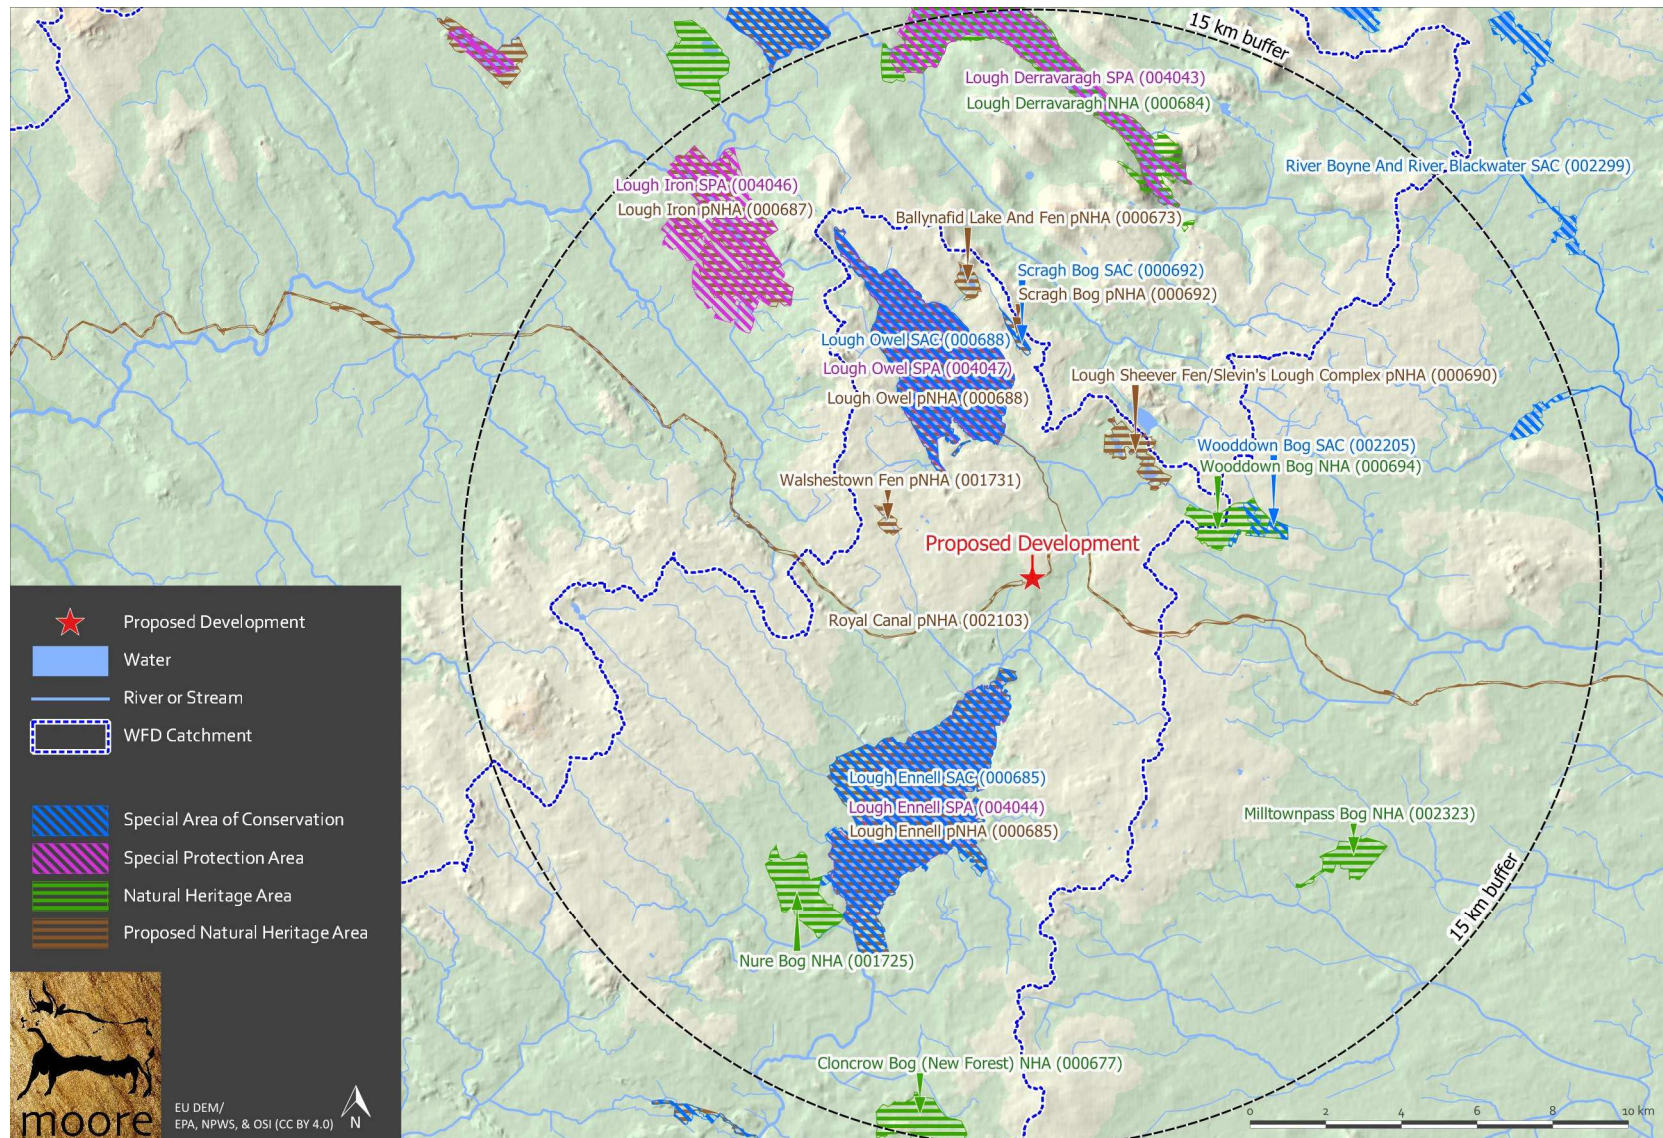 15 km buffer
Lough Derravaragh SPA (004043)
Lough Derravaragh NHA (000684)
River Boyne And River Blackwater SAC (002299)
Lough Iron SPA (004046)
Lough Iron pNHA (000687)
Ballynafid Lake And Fen pNHA (000673)
Scragh Bog SAC (000692)
Scragh Bog pNHA (000692)
Lough Owel SAC (000688)
Lough Owel SPA (004047)
Lough Owel pNHA (000688)
Lough Sheever Fen/Slevin's Lough Complex pNHA (000690)
Wooddown Bog SAC (002205)
Wooddown Bog NHA (000694)
Walshestown Fen pNHA (001731)
Proposed Development
Royal Canal pNHA (002103)
Lough Ennell SAC (000685)
Lough Ennell SPA (004044)
Lough Ennell pNHA (000685)
Milltownpass Bog NHA (002323)
15 km buffer
Nure Bog NHA (001725)
Cloncrow Bog (New Forest) NHA (000677)
0 2 4 6 8 10 km
Proposed Development
Water
River or Stream
WFD Catchment
Special Area of Conservation
Special Protection Area
Natural Heritage Area
Proposed Natural Heritage Area
moore
EU DEM/
EPA, NPWS, & OSI (CC BY 4.0)
N